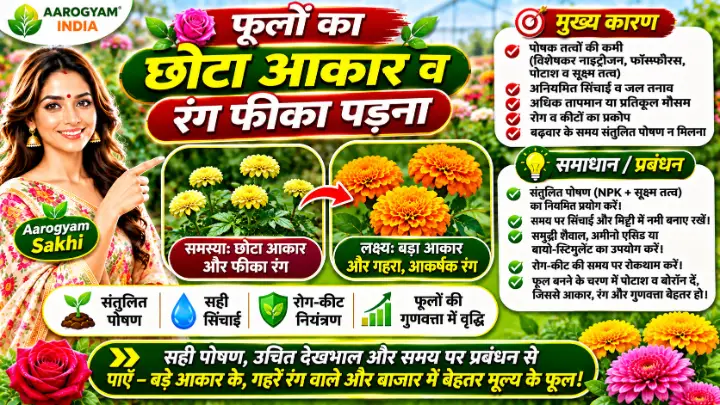 AAROGYAM®
INDIA
फूलों का
छोटा आकार व
रंग फीका पड़ना
Aarogyam
Sakhi
समस्या: छोटा आकार
और फीका रंग
लक्ष्य: बड़ा आकार
और गहरा, आकर्षक रंग
मुख्य कारण
पोषक तत्वों की कमी
(विशेषकर नाइट्रोजन, फॉस्फोरस,
पोटाश व सूक्ष्म तत्व)
अनियमित सिंचाई व जल तनाव
अधिक तापमान या प्रतिकूल मौसम
रोग व कीटों का प्रकोप
बढ़वार के समय संतुलित पोषण न मिलना
समाधान / प्रबंधन
संतुलित पोषण (NPK + सूक्ष्म तत्व)
का नियमित प्रयोग करें।
समय पर सिंचाई और मिट्टी में नमी बनाए रखें।
समुद्री शैवाल, अमीनो एसिड या
बायो-स्टिमुलेंट का उपयोग करें।
रोग-कीट की समय पर रोकथाम करें।
फूल बनने के चरण में पोटाश व बोरॉन दें,
जिससे आकार, रंग और गुणवत्ता बेहतर हो।
संतुलित
पोषण
सही
सिंचाई
रोग-कीट
नियंत्रण
फूलों की
गुणवत्ता में वृद्धि
सही पोषण, उचित देखभाल और समय पर प्रबंधन से
पाएँ – बड़े आकार के, गहरें रंग वाले और बाजार में बेहतर मूल्य के फूल!